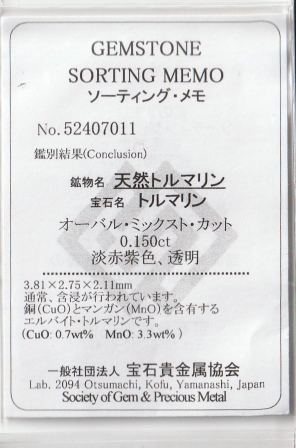 GEMSTONE
SORTING MEMO
ソーティング・メモ
No. 52407011
鑑別結果(Conclusion)
鉱物名 天然トルマリン
宝石名 トルマリン
オーバル・ミックスト・カット
0.150ct
淡赤紫色、透明
3.81×2.75×2.11mm
通常、含浸が行われています。
銅(CuO)とマンガン(MnO)を含有する
エルバイト・トルマリンです。
(CuO: 0.7wt% MnO: 3.3wt% )
一般社団法人 宝石貴金属協会
Lab. 2094 Otsumachi, Kofu, Yamanashi, Japan
Society of Gem & Precious Metal